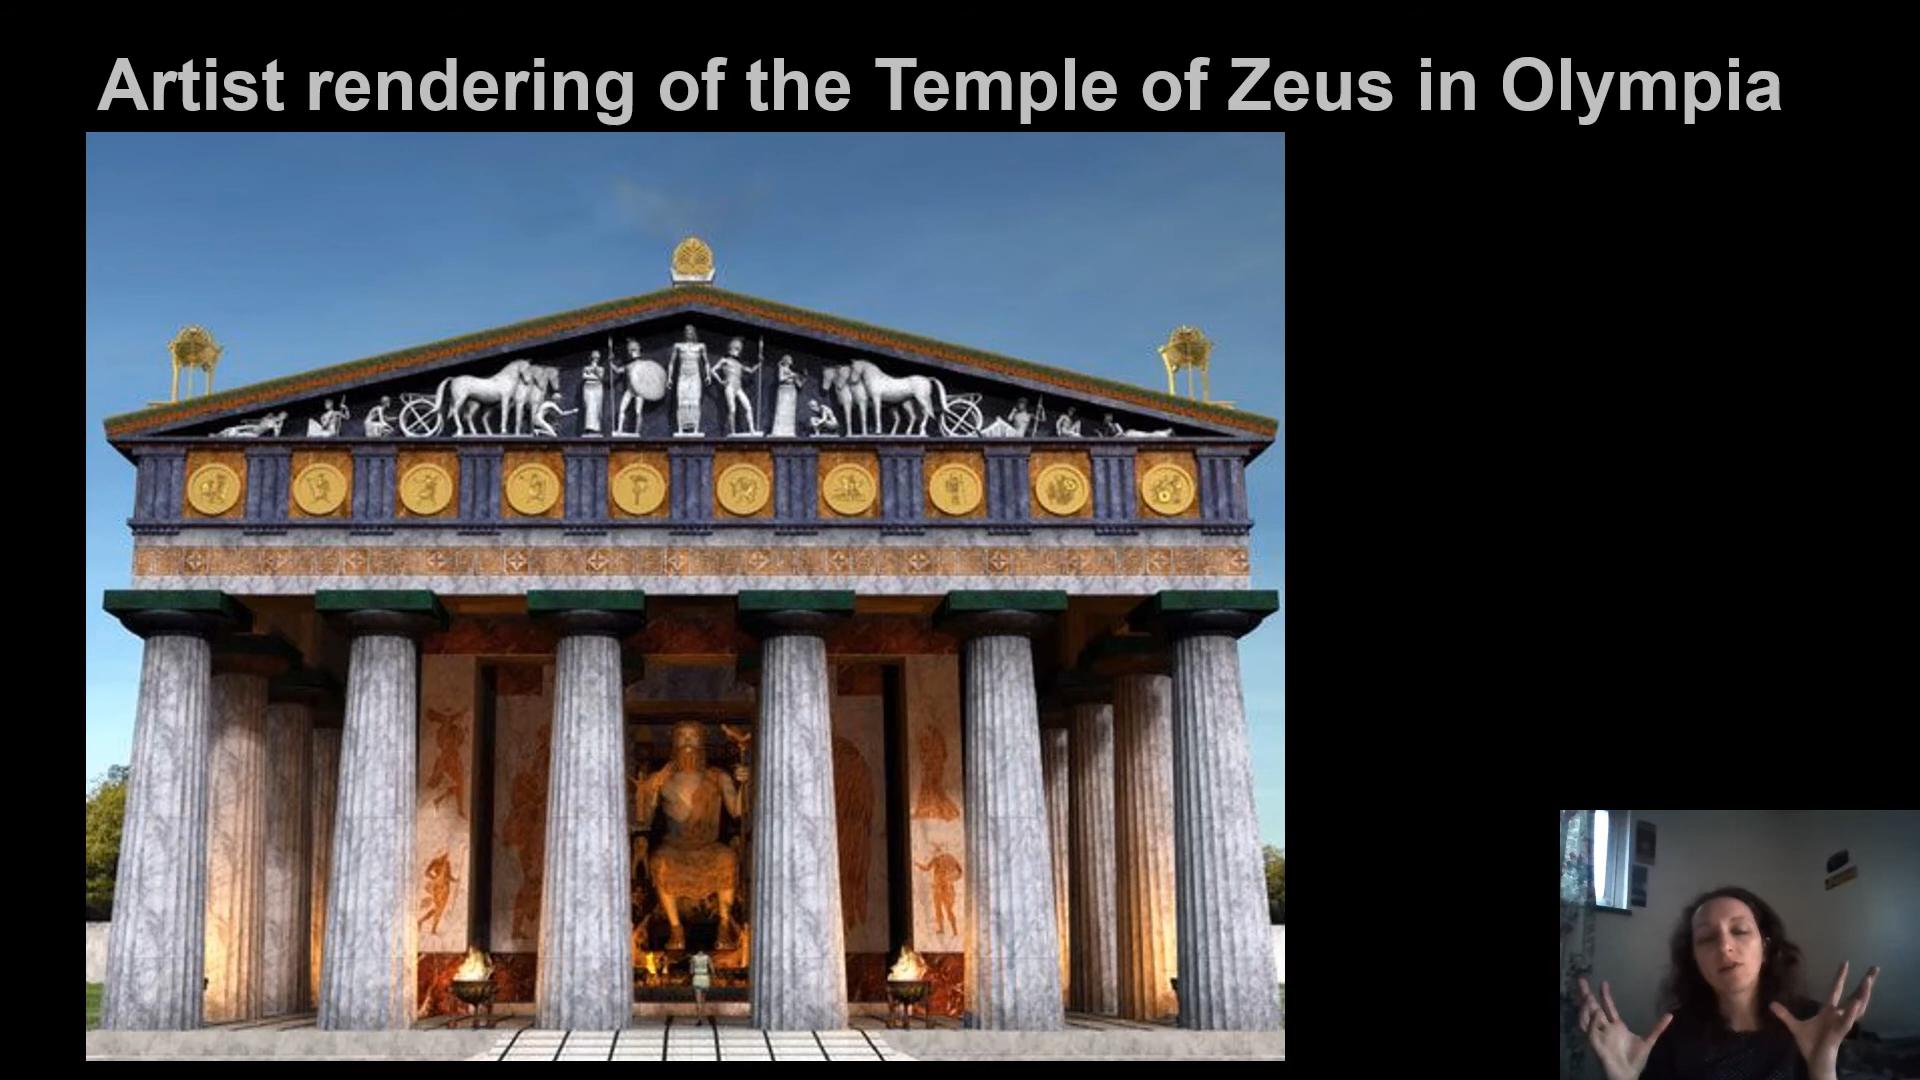 Artist rendering of the Temple of Zeus in Olympia